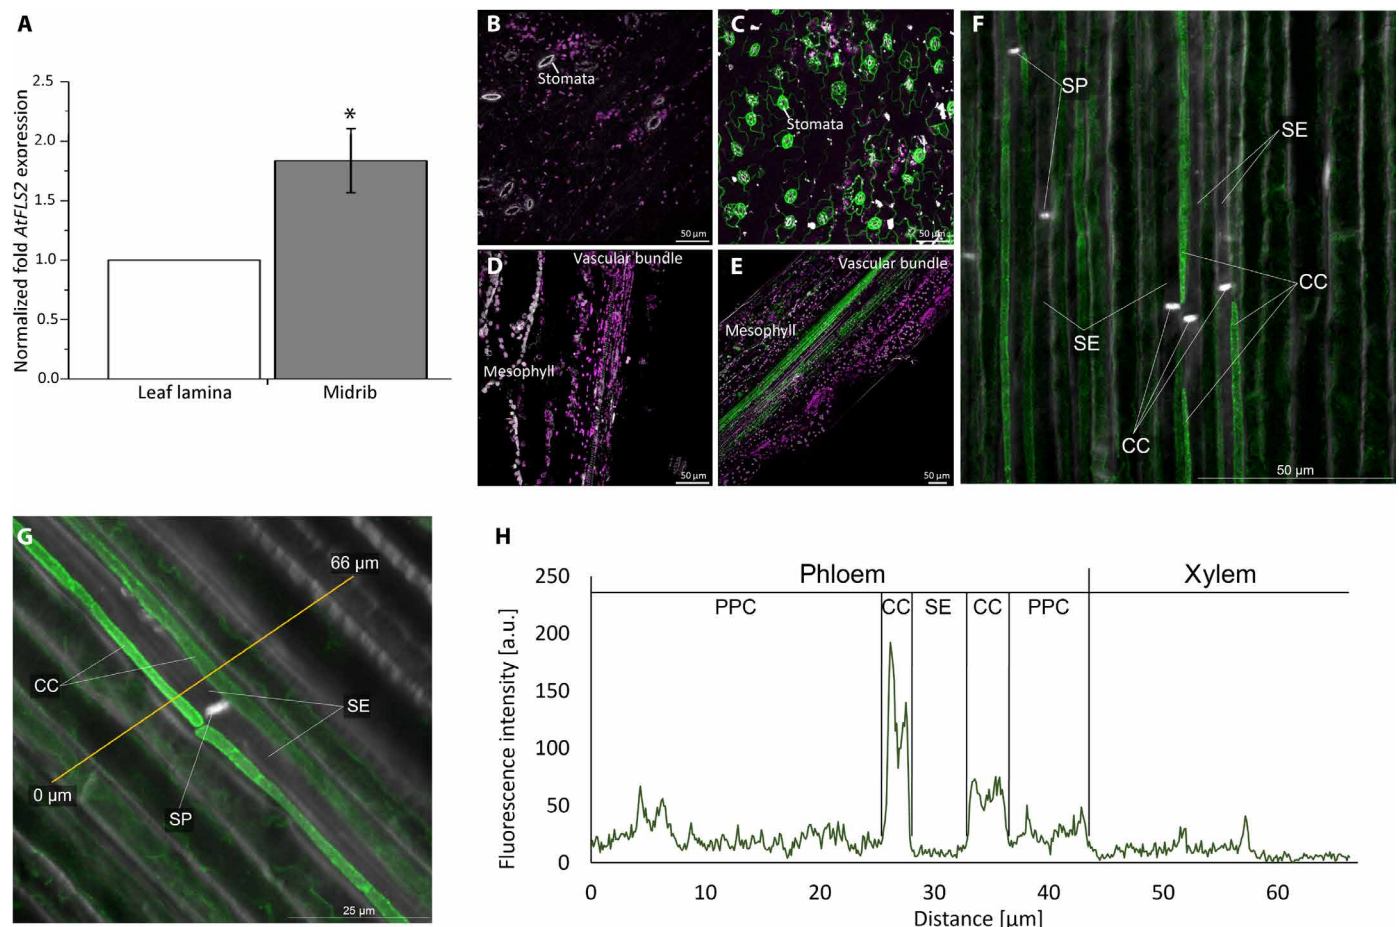 A
Normalized fold AtFLS2 expression
2.5
2.0
1.5
1.0
0.5
0.0
*
Leaf lamina
Midrib
B
Stomata
50 µm
C
Stomata
50 µm
D
Vascular bundle
Mesophyll
50 µm
E
Vascular bundle
Mesophyll
50 µm
F
SP
SE
CC
SE
CC
50 µm
G
66 µm
CC
SE
0 µm
SP
25 µm
H
Phloem
Xylem
PPC
CC
SE
CC
PPC
Fluorescence intensity [a.u.]
250
200
150
100
50
0
0
10
20
30
40
50
60
Distance [µm]